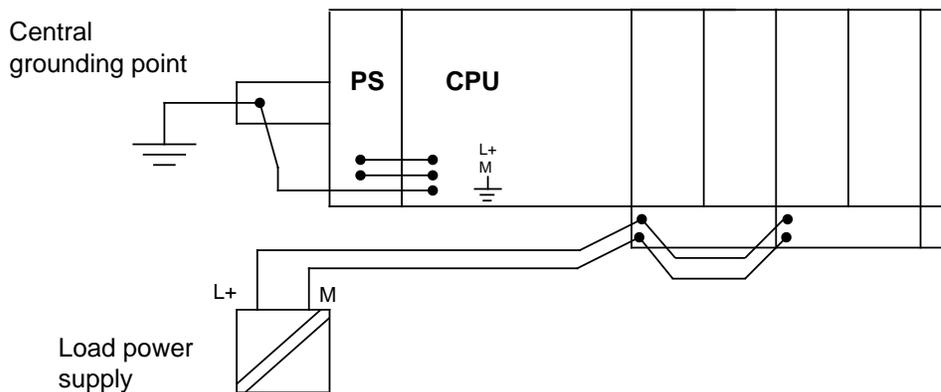 Central
grounding point
PS
CPU
L+
M
L+
M
Load power
supply